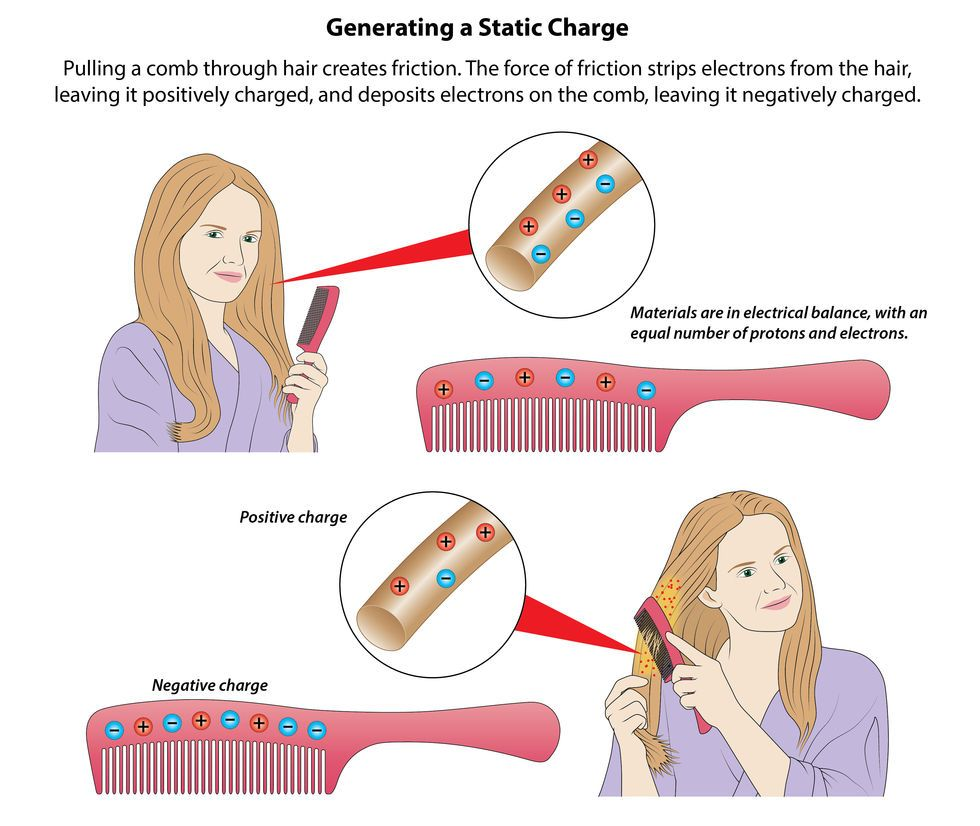 Generating a Static Charge
Pulling a comb through hair creates friction. The force of friction strips electrons from the hair,
leaving it positively charged, and deposits electrons on the comb, leaving it negatively charged.
+ −
+ −
+ −
Materials are in electrical balance, with an
equal number of protons and electrons.
+ − + − + −
Positive charge
+ +
+ −
Negative charge
− + − + − + − −